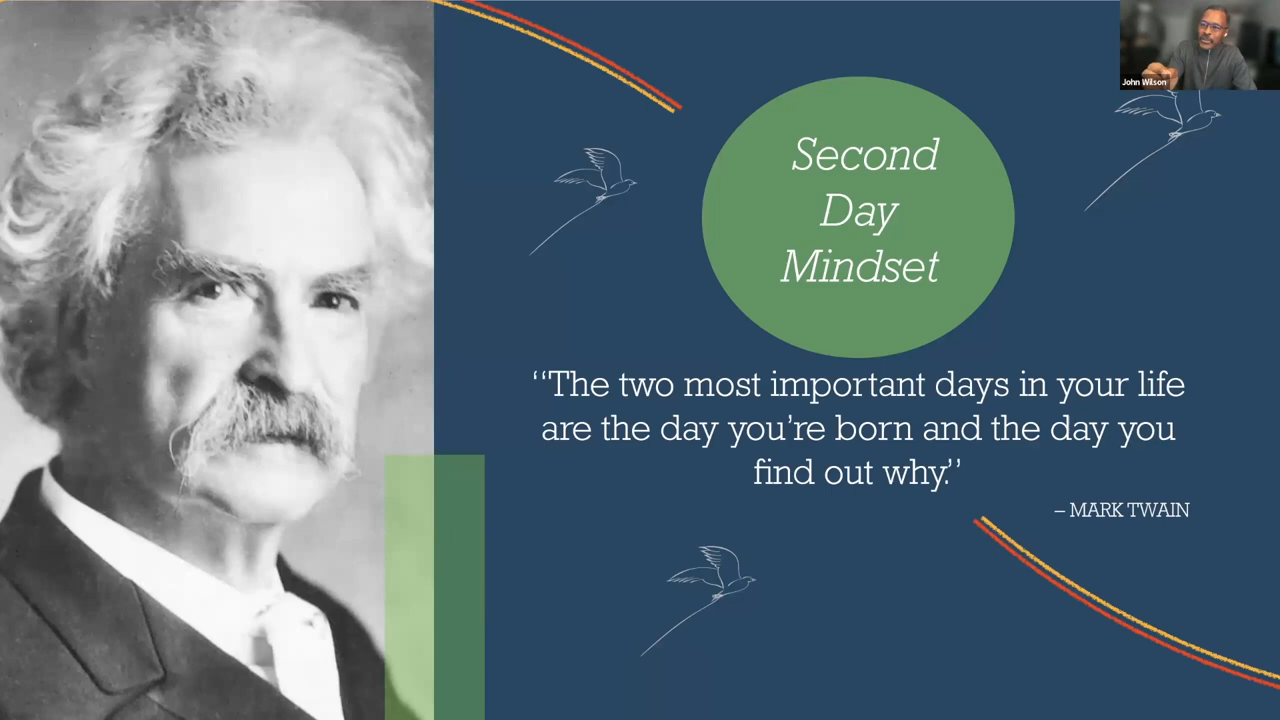 John Wilson
Second
Day
Mindset
“The two most important days in your life
are the day you’re born and the day you
find out why.”
– MARK TWAIN